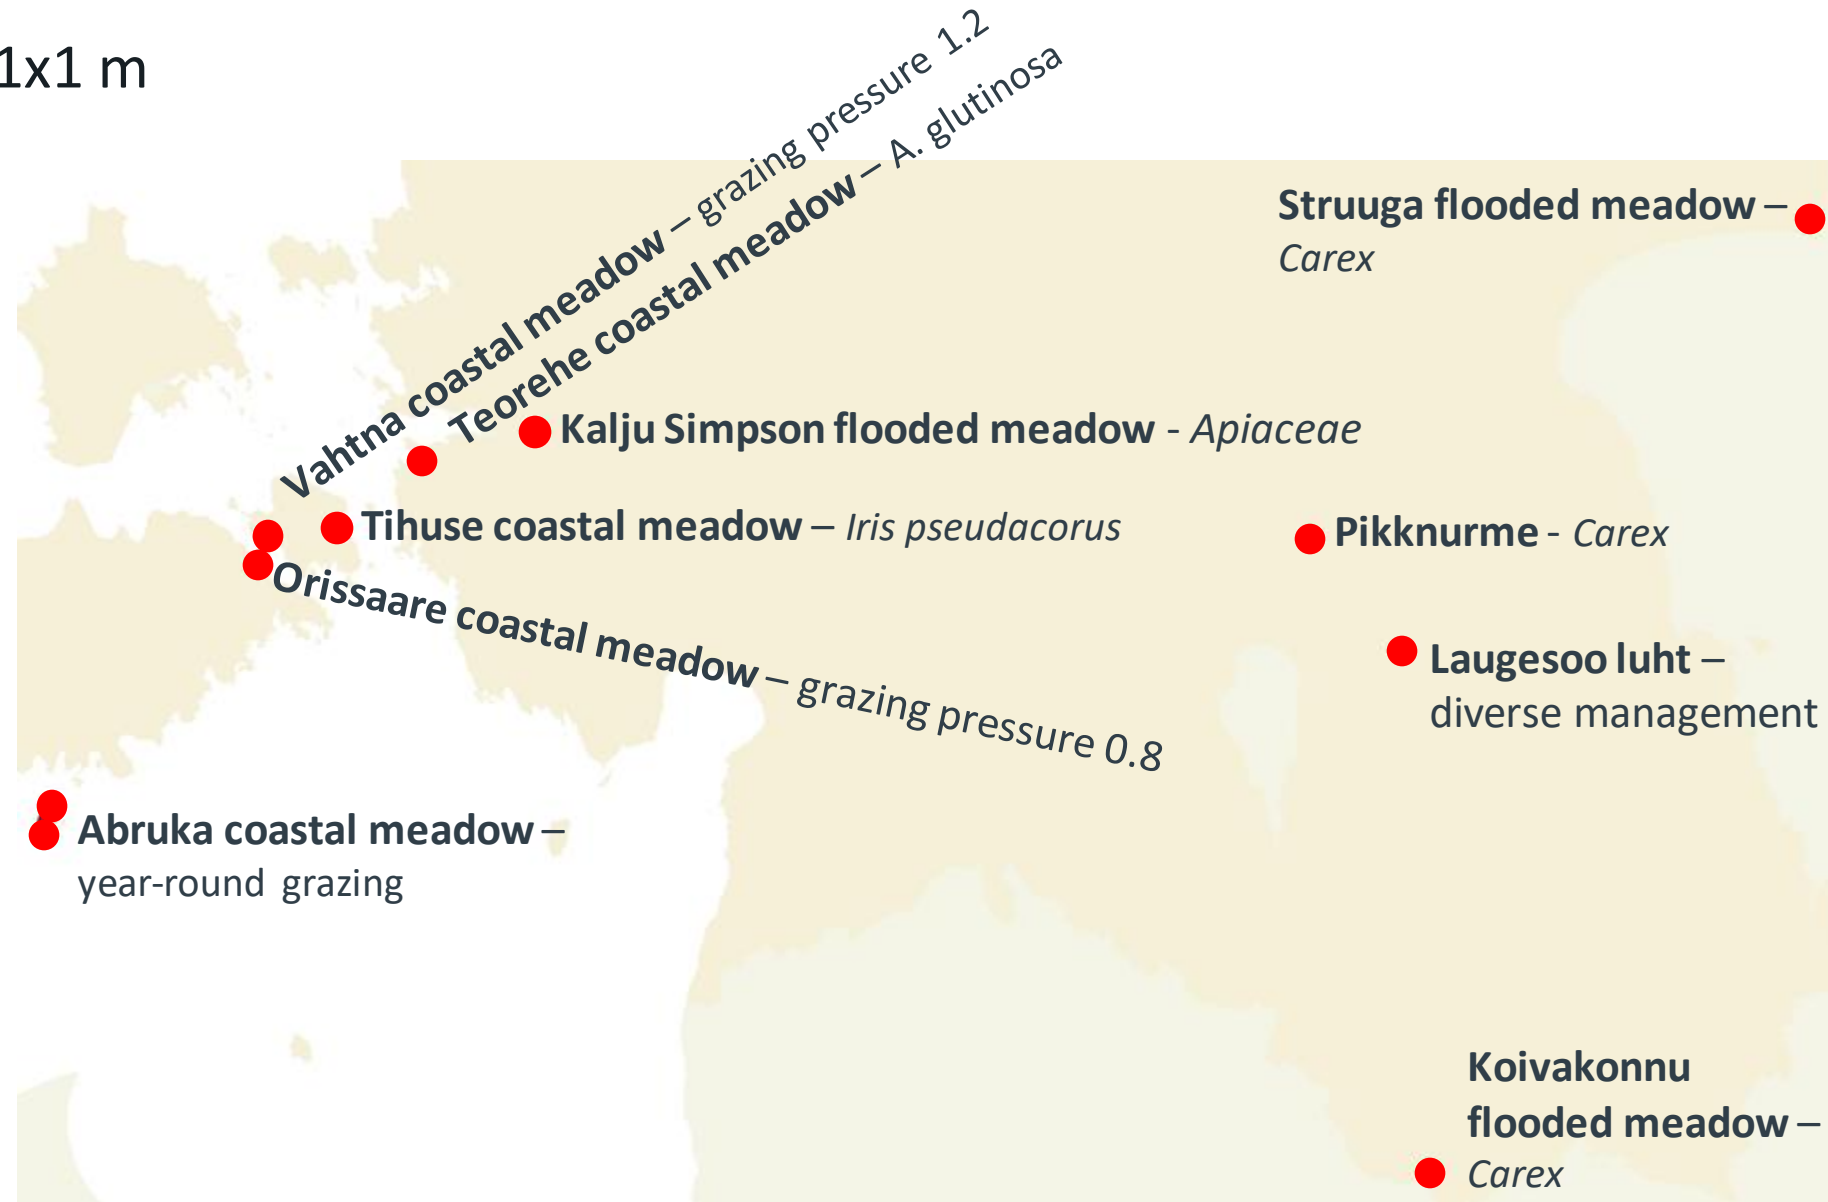 1x1 m
Vahtna coastal meadow – grazing pressure 1.2
Teorehe coastal meadow – A. glutinosa
Struuga flooded meadow –
Carex
Kalju Simpson flooded meadow - Apiaceae
Tihuse coastal meadow – Iris pseudacorus
Pikknurme - Carex
Orissaare coastal meadow – grazing pressure 0.8
Laugesoo luht –
diverse management
Abruka coastal meadow –
year-round grazing
Koivakonnu
flooded meadow –
Carex